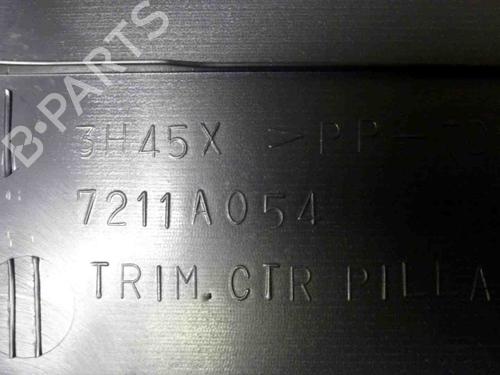 B-PARTS
3H45X >PP-
7211A054
TRIM.CTR PILLA